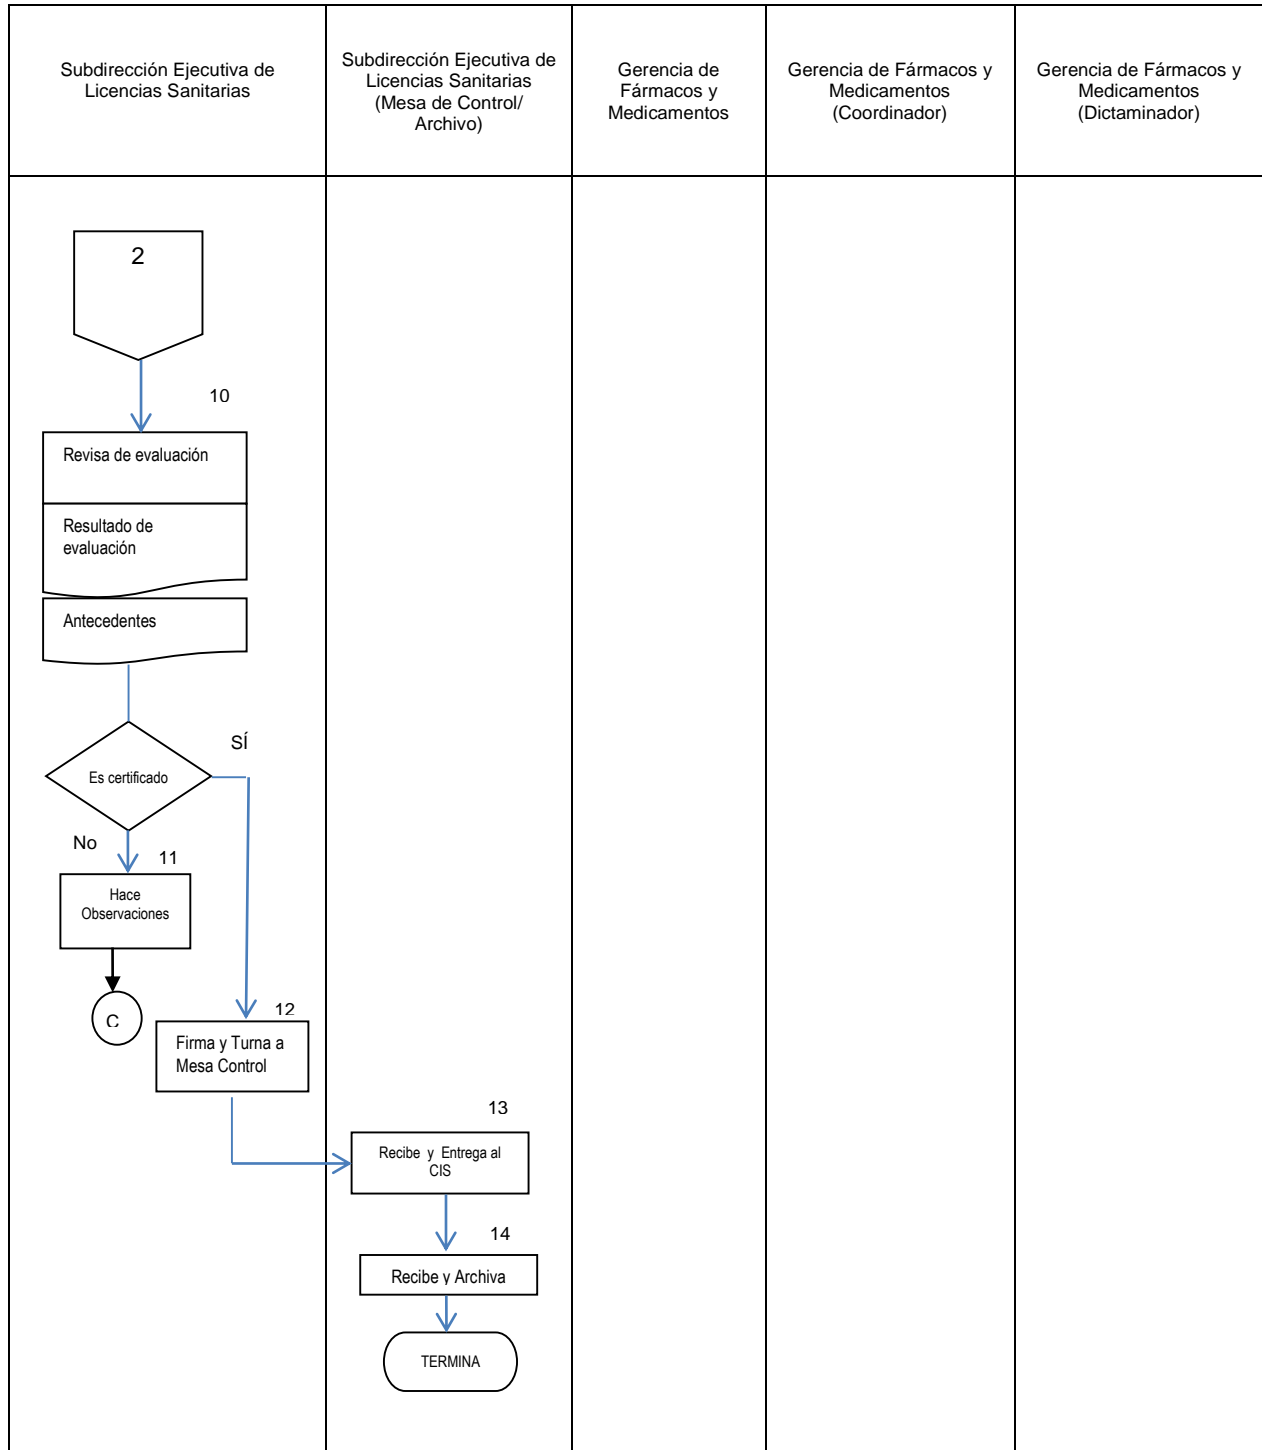 Subdirección Ejecutiva de
Licencias Sanitarias
Subdirección Ejecutiva de
Licencias Sanitarias
(Mesa de Control/
Archivo)
Gerencia de
Fármacos y
Medicamentos
Gerencia de Fármacos y
Medicamentos
(Coordinador)
Gerencia de Fármacos y
Medicamentos
(Dictaminador)
2
10
Revisa de evaluación
Resultado de
evaluación
Antecedentes
SÍ
Es certificado
No
11
Hace
Observaciones
C
12
Firma y Turna a
Mesa Control
13
Recibe y Entrega al
CIS
14
Recibe y Archiva
TERMINA